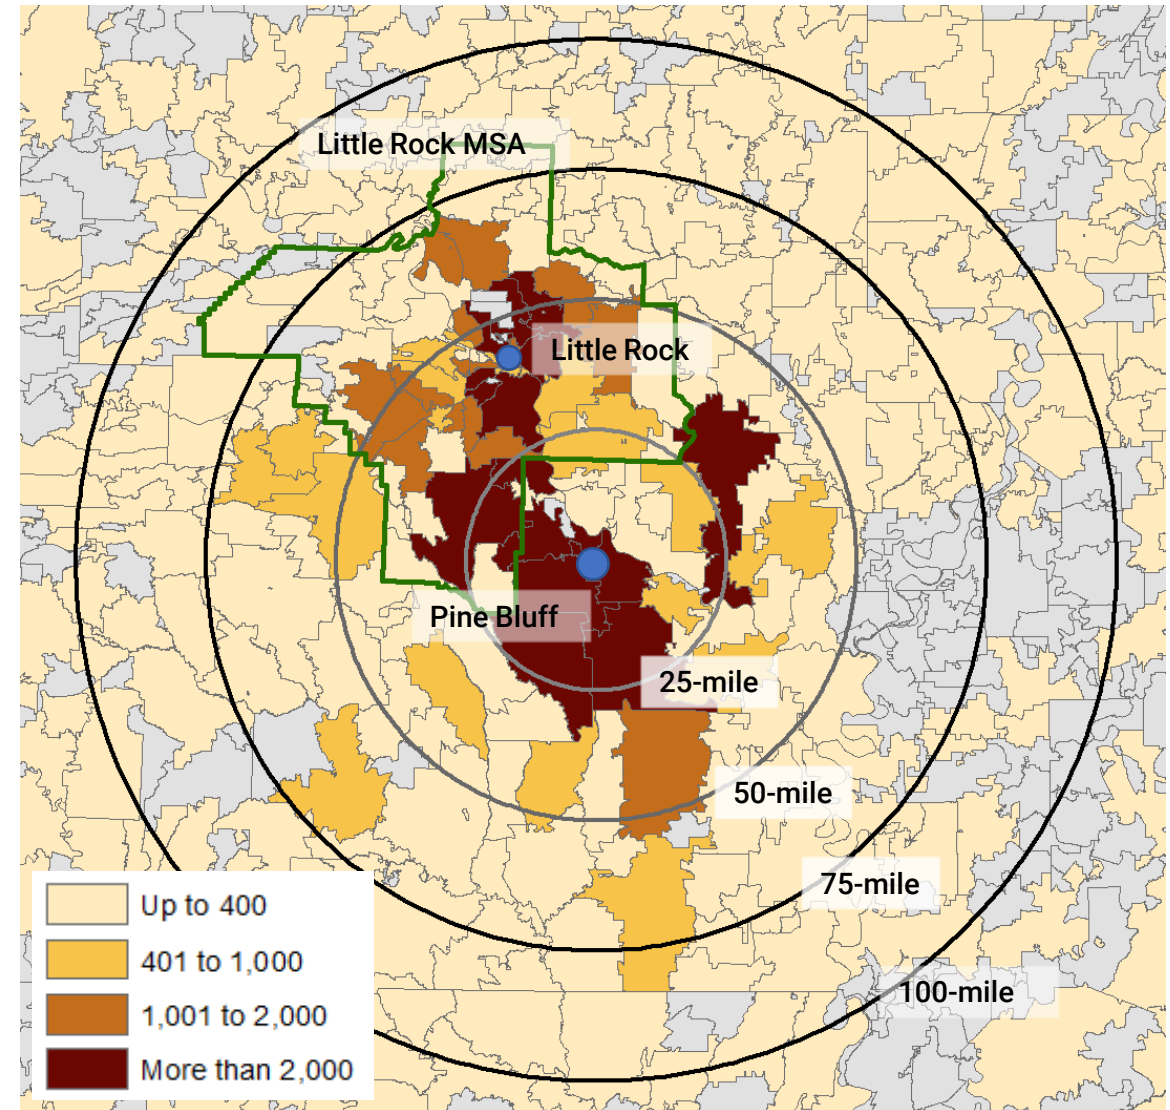 Little Rock MSA
Little Rock
Pine Bluff
25-mile
50-mile
75-mile
100-mile
Up to 400
401 to 1,000
1,001 to 2,000
More than 2,000